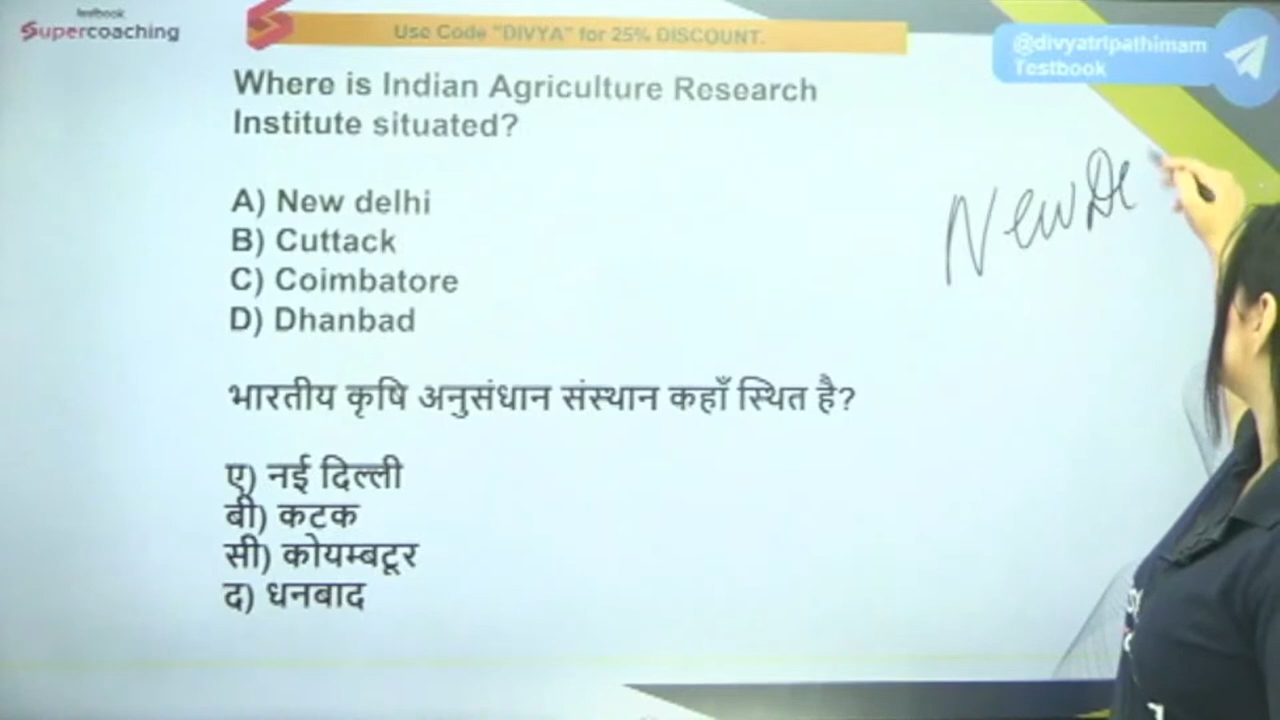 testbook
Supercoaching
Use Code "DIVYA" for 25% DISCOUNT.
@divyatripathimam
Testbook
Where is Indian Agriculture Research
Institute situated?
New De
A) New delhi
B) Cuttack
C) Coimbatore
D) Dhanbad
भारतीय कृषि अनुसंधान संस्थान कहाँ स्थित है?
ए) नई दिल्ली
बी) कटक
सी) कोयम्बटूर
द) धनबाद